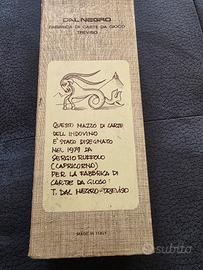 DAL NEGRO
FABBRICA DI CARTE DA GIOCO
TREVISO
QUESTO MAZZO DI CARTE
DELL'INDOVINO
E' STATO DISEGNATO
NEL 1979 DA
SERGIO RUFFOLO
(CAPRICORNO)
PER LA FABBRICA DI
CARTE DA GIOCO:
T. DAL NEGRO-TREVISO
MADE IN ITALY
subito